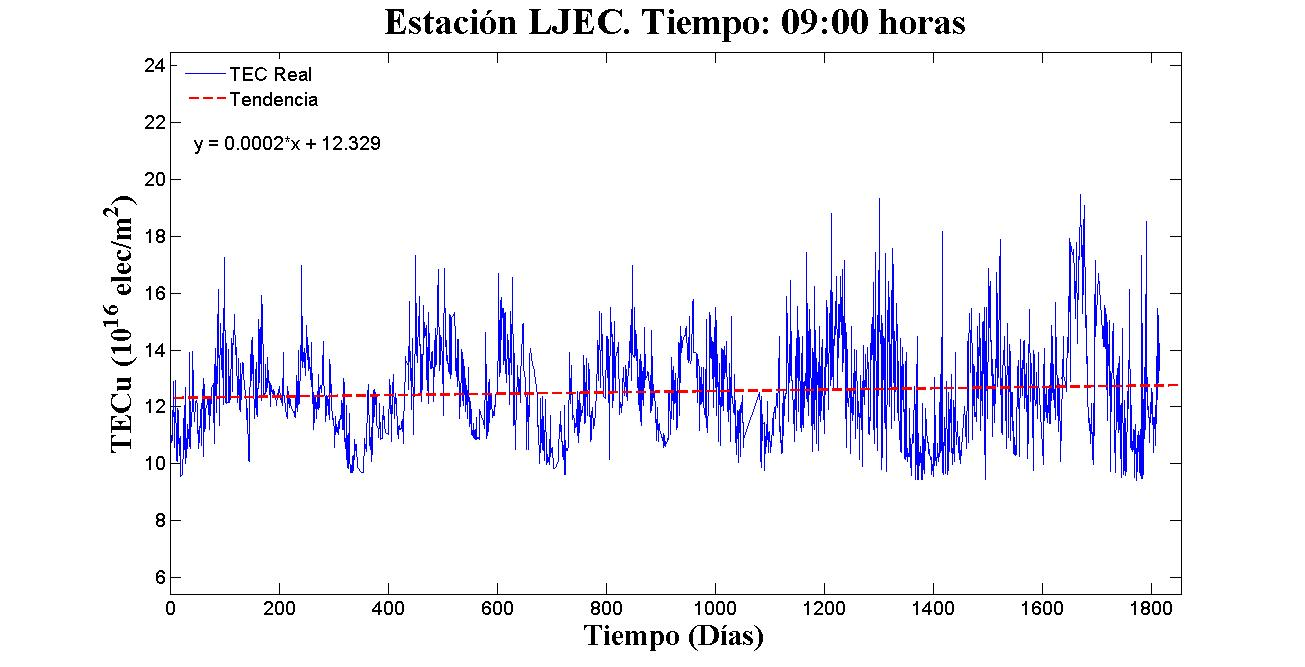 Estación LJEC. Tiempo: 09:00 horas
TEC Real
Tendencia
y = 0.0002*x + 12.329
TECu (10^16 elec/m^2)
24
22
20
18
16
14
12
10
8
6
0 200 400 600 800 1000 1200 1400 1600 1800
Tiempo (Días)